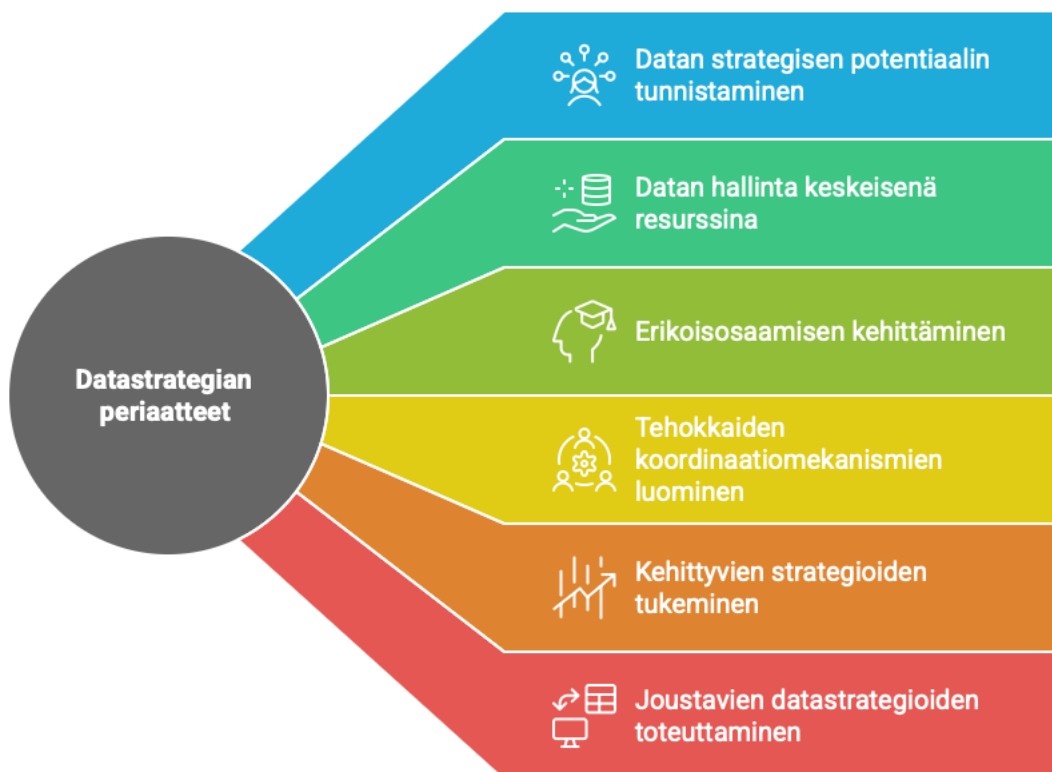 Datastrategian
periaatteet
Datan strategisen potentiaalin
tunnistaminen
Datan hallinta keskeisenä
resurssina
Erikoisosaamisen kehittäminen
Tehokkaiden
koordinaatiomekanismien
luominen
Kehittyvien strategioiden
tukeminen
Joustavien datastrategioiden
toteuttaminen